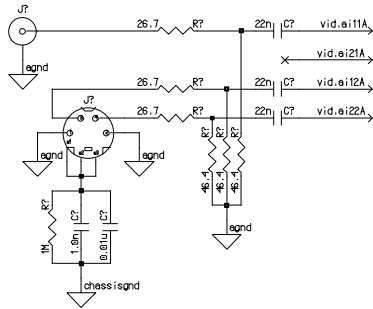 J?
26.7 R? 22n C? vid.ai11A
vid.ai21A
agnd
26.7 R? 22n C? vid.ai12A
J?
26.7 R? 22n C? vid.ai22A
agnd agnd
R? R? R?
46.4 46.4 46.4
R? C? C?
1M 1.0n 0.01u
agnd
chassisgnd